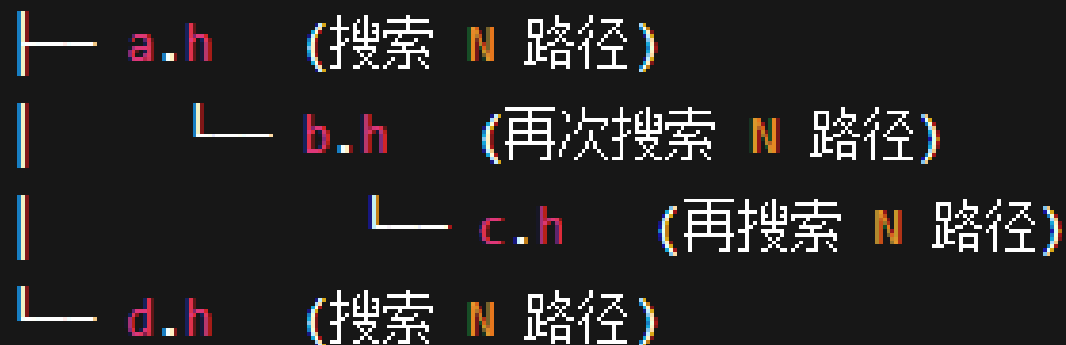 ├── a.h   (搜索 N 路径)
│    └── b.h   (再次搜索 N 路径)
│         └── c.h   (再搜索 N 路径)
└── d.h   (搜索 N 路径)